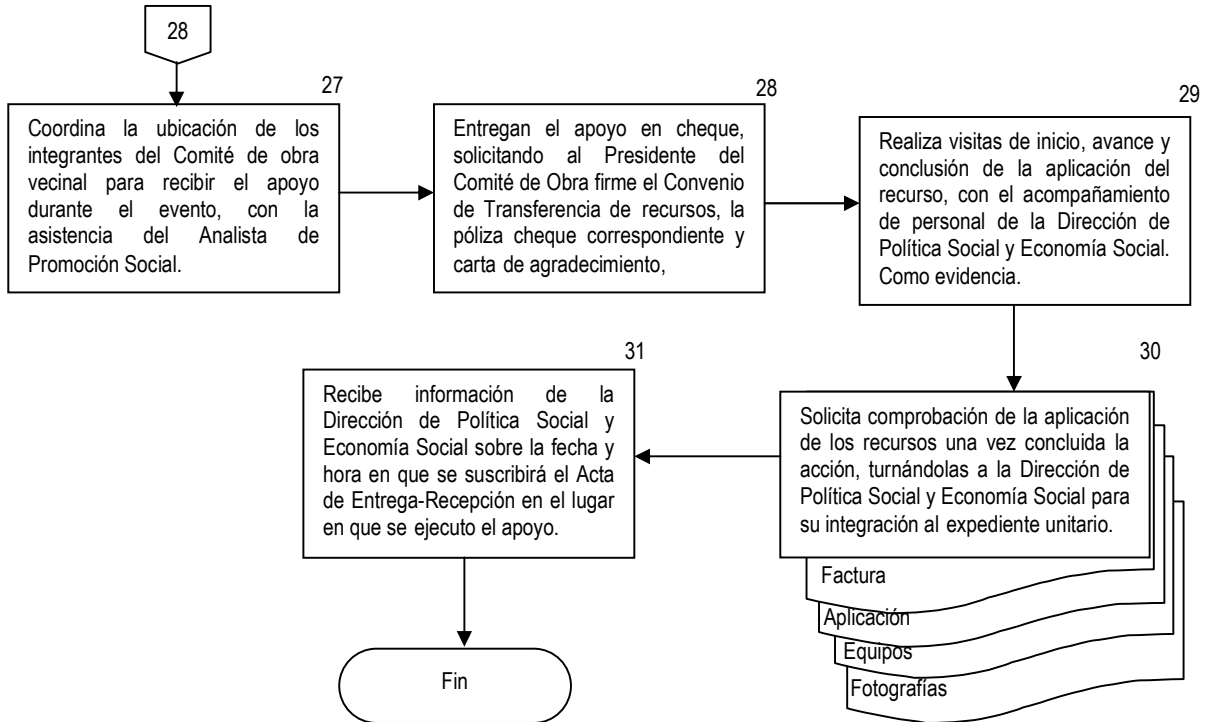 28
27
Coordina la ubicación de los
integrantes del Comité de obra
vecinal para recibir el apoyo
durante el evento, con la
asistencia del Analista de
Promoción Social.
28
Entregan el apoyo en cheque,
solicitando al Presidente del
Comité de Obra firme el Convenio
de Transferencia de recursos, la
póliza cheque correspondiente y
carta de agradecimiento,
29
Realiza visitas de inicio, avance y
conclusión de la aplicación del
recurso, con el acompañamiento
de personal de la Dirección de
Política Social y Economía Social.
Como evidencia.
30
Solicita comprobación de la aplicación
de los recursos una vez concluida la
acción, turnándolas a la Dirección de
Política Social y Economía Social para
su integración al expediente unitario.
Factura
Aplicación
Equipos
Fotografías
31
Recibe información de la
Dirección de Política Social y
Economía Social sobre la fecha y
hora en que se suscribirá el Acta
de Entrega-Recepción en el lugar
en que se ejecuto el apoyo.
Fin